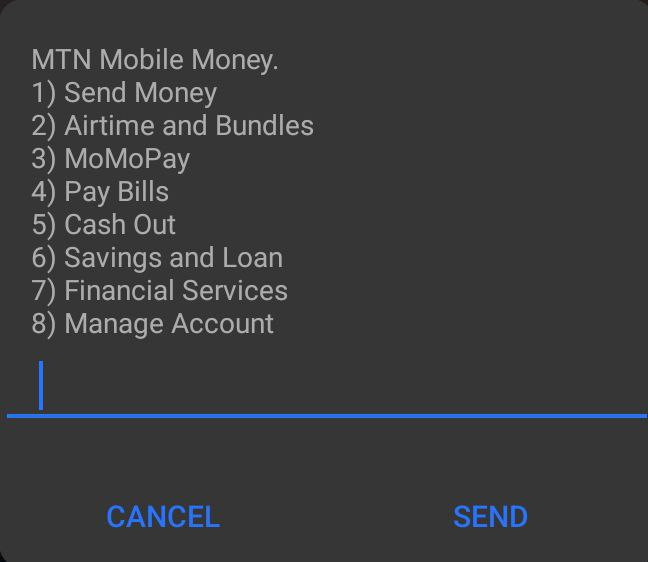 MTN Mobile Money.
1) Send Money
2) Airtime and Bundles
3) MoMoPay
4) Pay Bills
5) Cash Out
6) Savings and Loan
7) Financial Services
8) Manage Account
CANCEL SEND